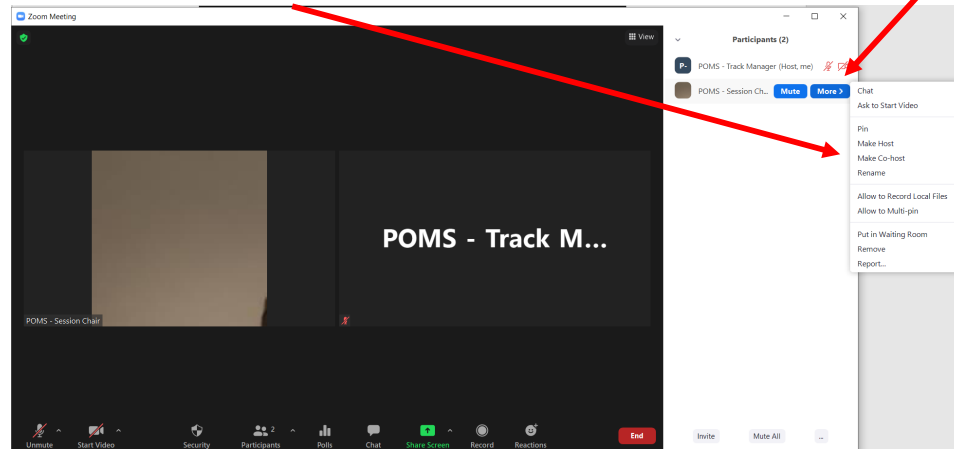 Zoom Meeting
View
Participants (2)
P-
POMS - Track Manager (Host, me)
POMS - Session Ch...
Mute
More >
Chat
Ask to Start Video
Pin
Make Host
Make Co-host
Rename
Allow to Record Local Files
Allow to Multi-pin
Put in Waiting Room
Remove
Report...
POMS - Track M...
POMS - Session Chair
Unmute
Start Video
Security
2
Participants
Polls
Chat
Share Screen
Record
Reactions
End
Invite
Mute All
...